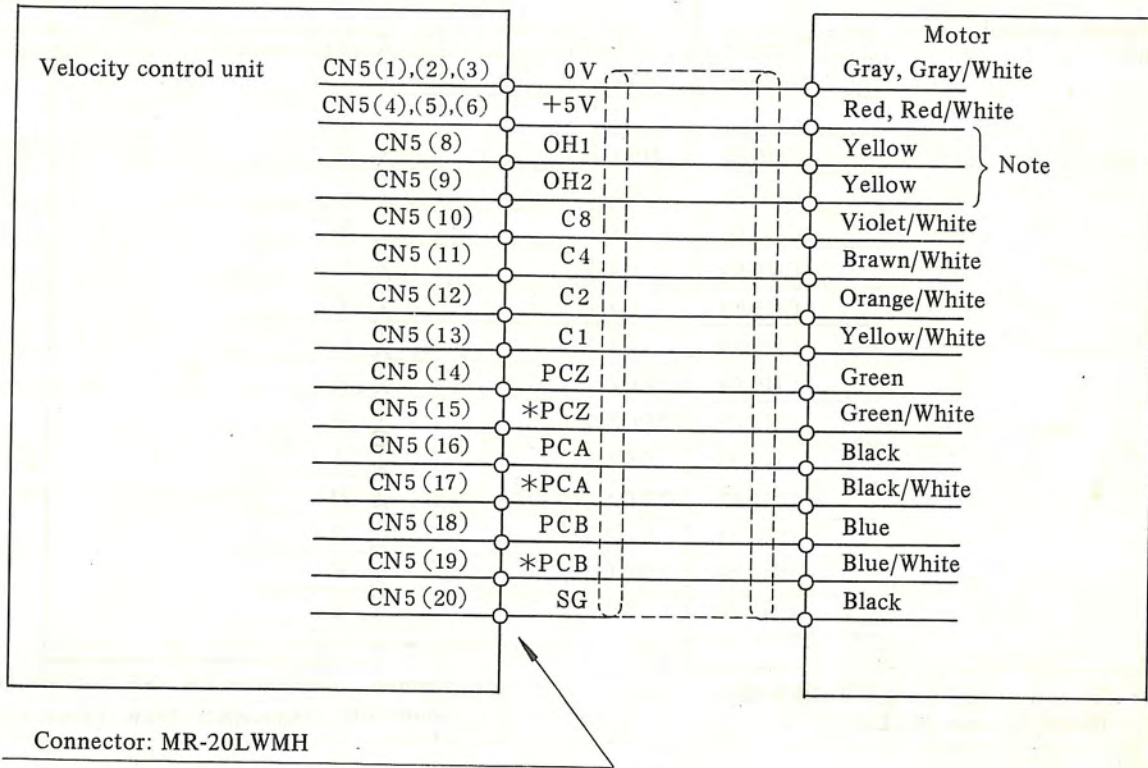 Motor
Velocity control unit CN5(1),(2),(3) 0V Gray, Gray/White
CN5(4),(5),(6) +5V Red, Red/White
CN5(8) OH1 Yellow
Note
CN5(9) OH2 Yellow
CN5(10) C8 Violet/White
CN5(11) C4 Brawn/White
CN5(12) C2 Orange/White
CN5(13) C1 Yellow/White
CN5(14) PCZ Green
CN5(15) *PCZ Green/White
CN5(16) PCA Black
CN5(17) *PCA Black/White
CN5(18) PCB Blue
CN5(19) *PCB Blue/White
CN5(20) SG Black
Connector: MR-20LWMH